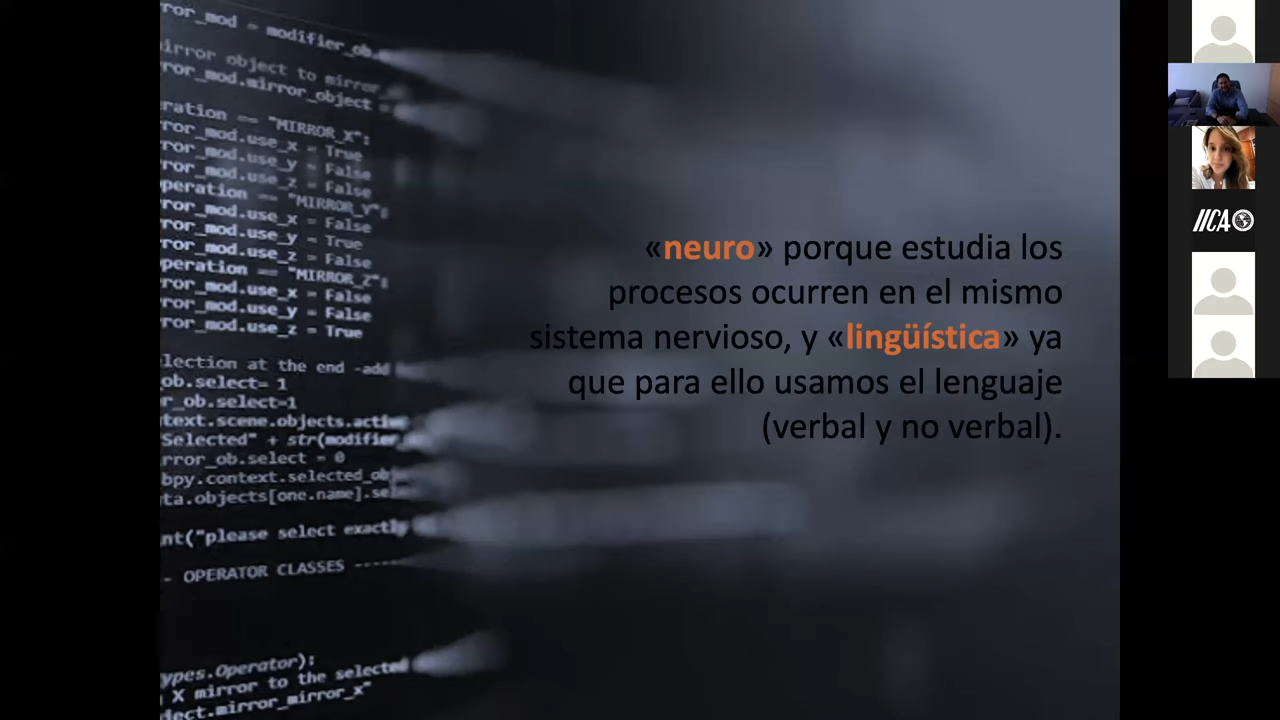 ror_mod = modifier_ob.
mirror object to mirror
ror_mod.mirror_object =
ration == "MIRROR_X":
ror_mod.use_x = True
ror_mod.use_y = False
ror_mod.use_z = False
operation == "MIRROR_Y":
ror_mod.use_x = False
ror_mod.use_y = True
ror_mod.use_z = False
operation == "MIRROR_Z":
ror_mod.use_x = False
ror_mod.use_y = False
ror_mod.use_z = True
lection at the end -add
ob.select= 1
r_ob.select=1
text.scene.objects.acti
Selected" + str(modifier
rror_ob.select = 0
bpy.context.selected_ob
ta.objects[one.name].se
nt("please select exactly
- OPERATOR CLASSES -----
ypes.Operator):
X mirror to the selected
ject.mirror_mirror_x"
«neuro» porque estudia los
procesos ocurren en el mismo
sistema nervioso, y «lingüística» ya
que para ello usamos el lenguaje
(verbal y no verbal).
IICA